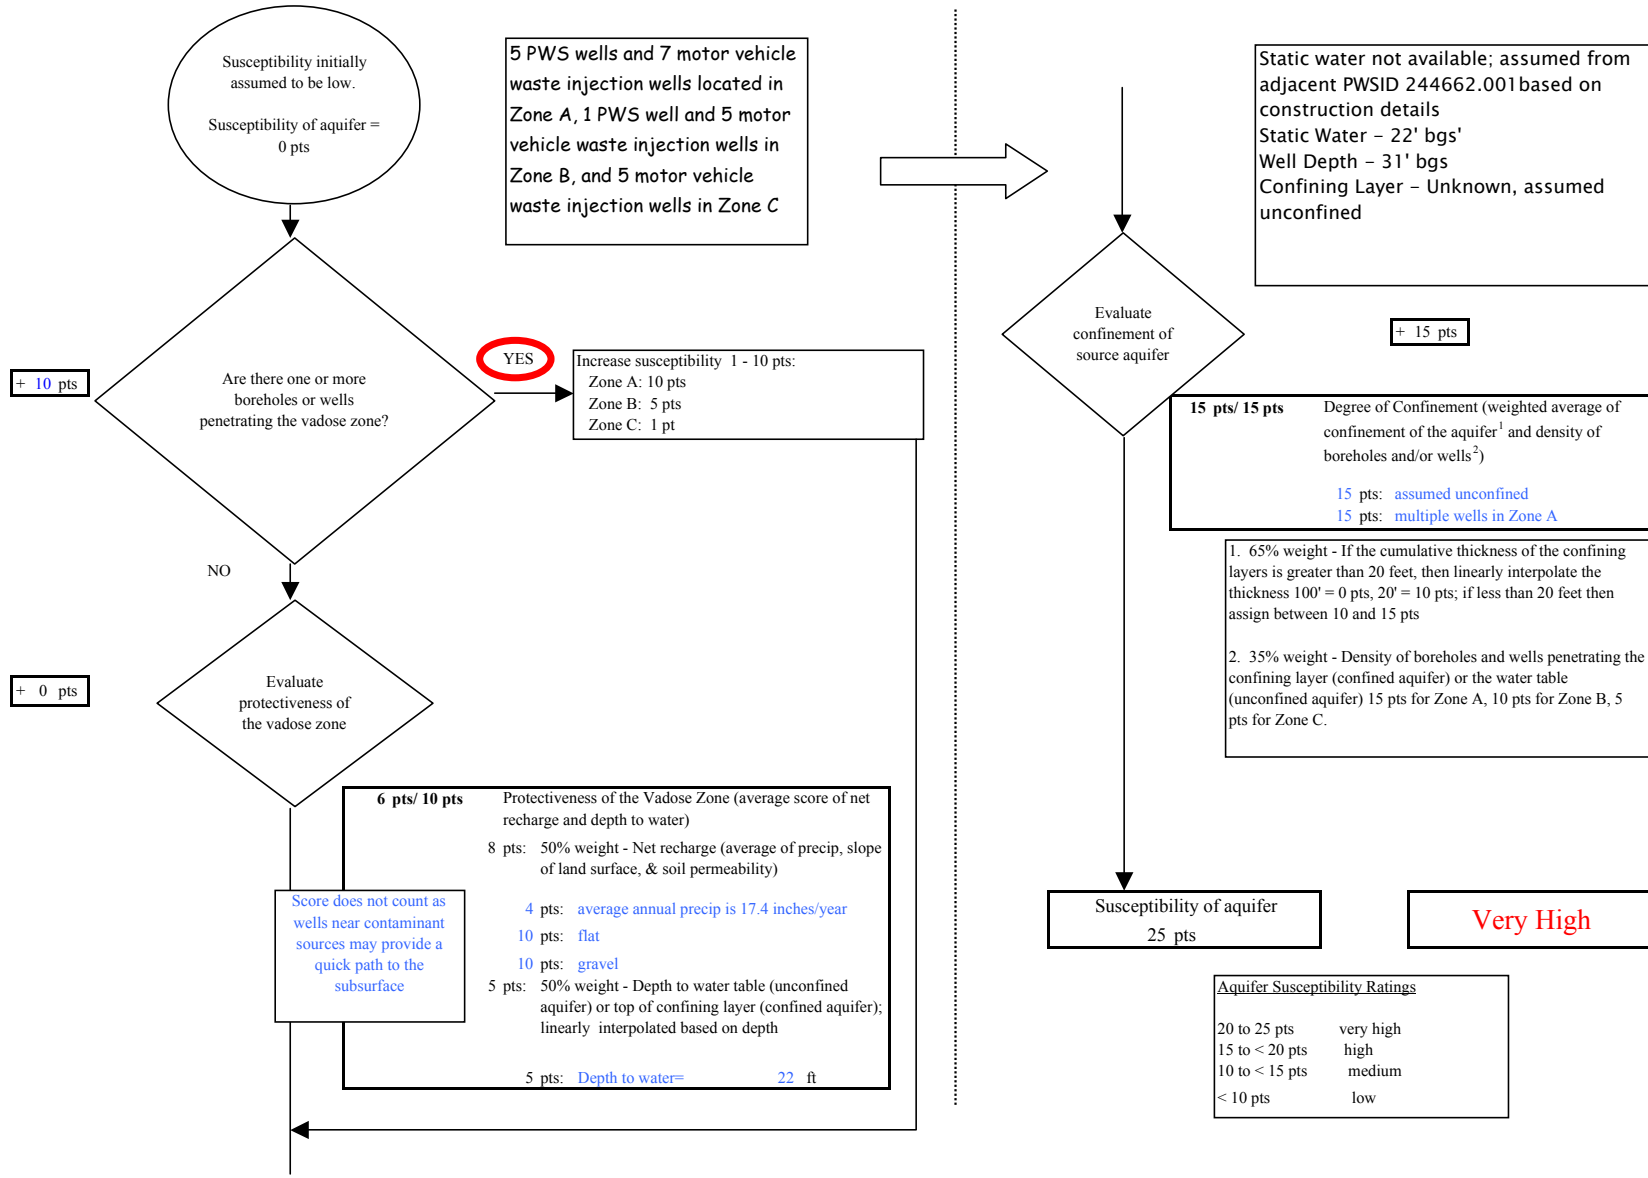 Susceptibility initially
assumed to be low.
Susceptibility of aquifer =
0 pts
5 PWS wells and 7 motor vehicle
waste injection wells located in
Zone A, 1 PWS well and 5 motor
vehicle waste injection wells in
Zone B, and 5 motor vehicle
waste injection wells in Zone C
+ 10 pts
Are there one or more
boreholes or wells
penetrating the vadose zone?
YES
Increase susceptibility 1 - 10 pts:
Zone A: 10 pts
Zone B: 5 pts
Zone C: 1 pt
NO
+ 0 pts
Evaluate
protectiveness of
the vadose zone
6 pts/ 10 pts Protectiveness of the Vadose Zone (average score of net
recharge and depth to water)
8 pts: 50% weight - Net recharge (average of precip, slope
of land surface, & soil permeability)
4 pts: average annual precip is 17.4 inches/year
10 pts: flat
10 pts: gravel
5 pts: 50% weight - Depth to water table (unconfined
aquifer) or top of confining layer (confined aquifer);
linearly interpolated based on depth
5 pts: Depth to water= 22 ft
Score does not count as
wells near contaminant
sources may provide a
quick path to the
subsurface
Static water not available; assumed from
adjacent PWSID 244662.001based on
construction details
Static Water – 22' bgs'
Well Depth – 31' bgs
Confining Layer – Unknown, assumed
unconfined
Evaluate
confinement of
source aquifer
+ 15 pts
15 pts/ 15 pts Degree of Confinement (weighted average of
confinement of the aquifer1 and density of
boreholes and/or wells2)
15 pts: assumed unconfined
15 pts: multiple wells in Zone A
1. 65% weight - If the cumulative thickness of the confining
layers is greater than 20 feet, then linearly interpolate the
thickness 100' = 0 pts, 20' = 10 pts; if less than 20 feet then
assign between 10 and 15 pts
2. 35% weight - Density of boreholes and wells penetrating the
confining layer (confined aquifer) or the water table
(unconfined aquifer) 15 pts for Zone A, 10 pts for Zone B, 5
pts for Zone C.
Susceptibility of aquifer
25 pts
Very High
Aquifer Susceptibility Ratings
20 to 25 pts very high
15 to < 20 pts high
10 to < 15 pts medium
< 10 pts low